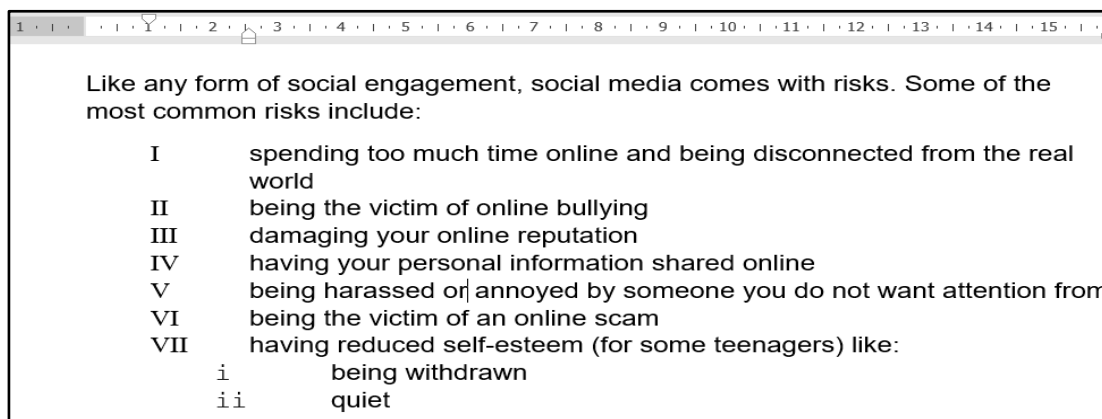 1 1 2 3 4 5 6 7 8 9 10 11 12 13 14 15
Like any form of social engagement, social media comes with risks. Some of the
most common risks include:
I spending too much time online and being disconnected from the real
world
II being the victim of online bullying
III damaging your online reputation
IV having your personal information shared online
V being harassed or annoyed by someone you do not want attention from
VI being the victim of an online scam
VII having reduced self-esteem (for some teenagers) like:
i being withdrawn
ii quiet